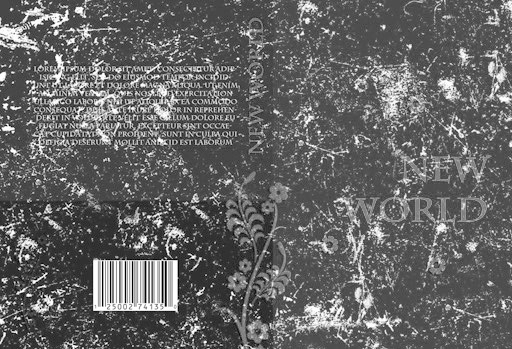 LOREM IPSUM DOLOR SIT AMET, CONSECTETUR ADIP
ISICING ELIT, SED DO EIUSMOD TEMPOR INCIDID
UNT UT LABORE ET DOLORE MAGNA ALIQUA. UT ENIM
AD MINIM VENIAM, QUIS NOSTRUD EXERCITATION
ULLAMCO LABORIS NISI UT ALIQUIP EX EA COMMODO
CONSEQUAT. DUIS AUTE IRURE DOLOR IN REPREHEN
DERIT IN VOLUPTATE VELIT ESSE CILLUM DOLORE EU
FUGIAT NULLA PARIATUR. EXCEPTEUR SINT OCCAE
CAT CUPIDATAT NON PROIDENT, SUNT IN CULPA QUI
OFFICIA DESERUNT MOLLIT ANIM ID EST LABORUM
NEW WORLD
NEW
WORLD
25002 74135